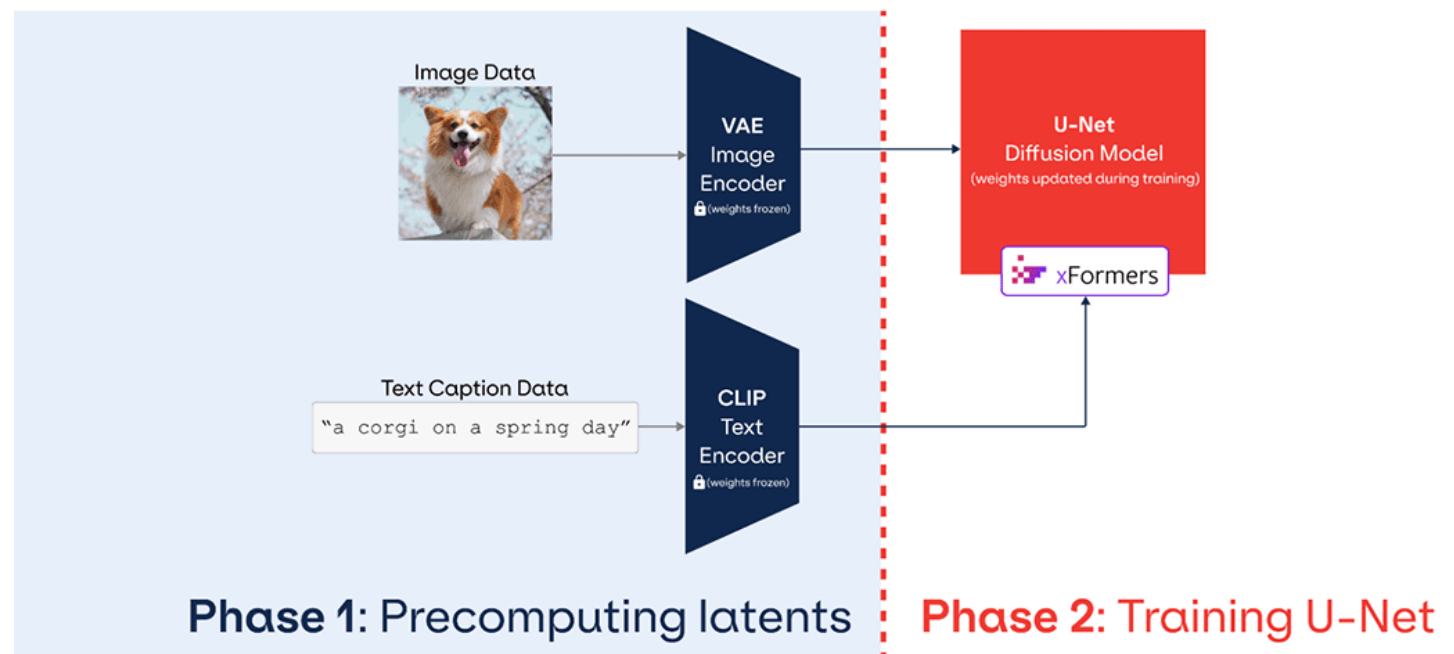 Image Data
VAE
Image
Encoder
(weights frozen)
U-Net
Diffusion Model
(weights updated during training)
xFormers
Text Caption Data
“a corgi on a spring day”
CLIP
Text
Encoder
(weights frozen)
Phase 1: Precomputing latents
Phase 2: Training U-Net